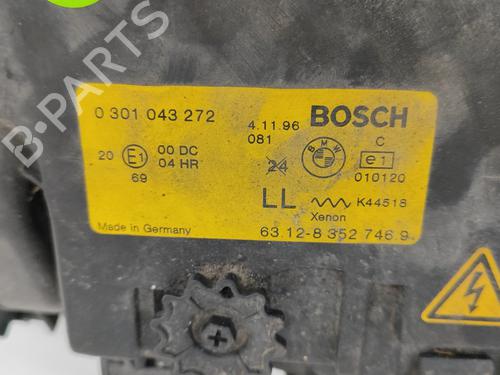 B-PARTS
0 301 043 272
4.11.96
BOSCH
081
20 E1 00 DC
04 HR
69
24
BMW
C
e1
010120
LL K44518
Xenon
Made in Germany
63.12-8 352 746.9